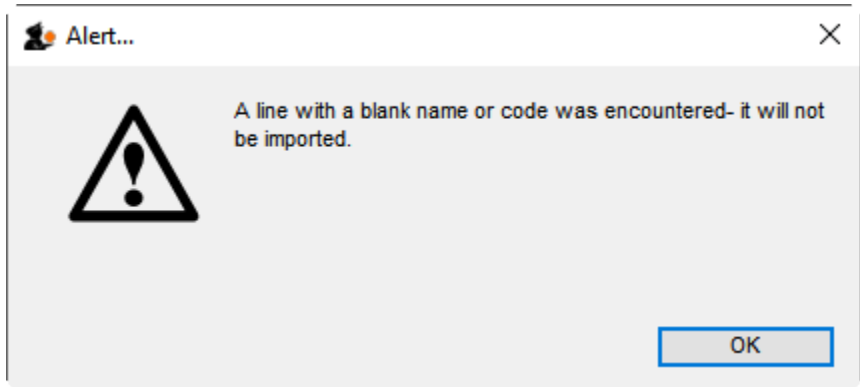 Alert...
A line with a blank name or code was encountered- it will not
be imported.
OK